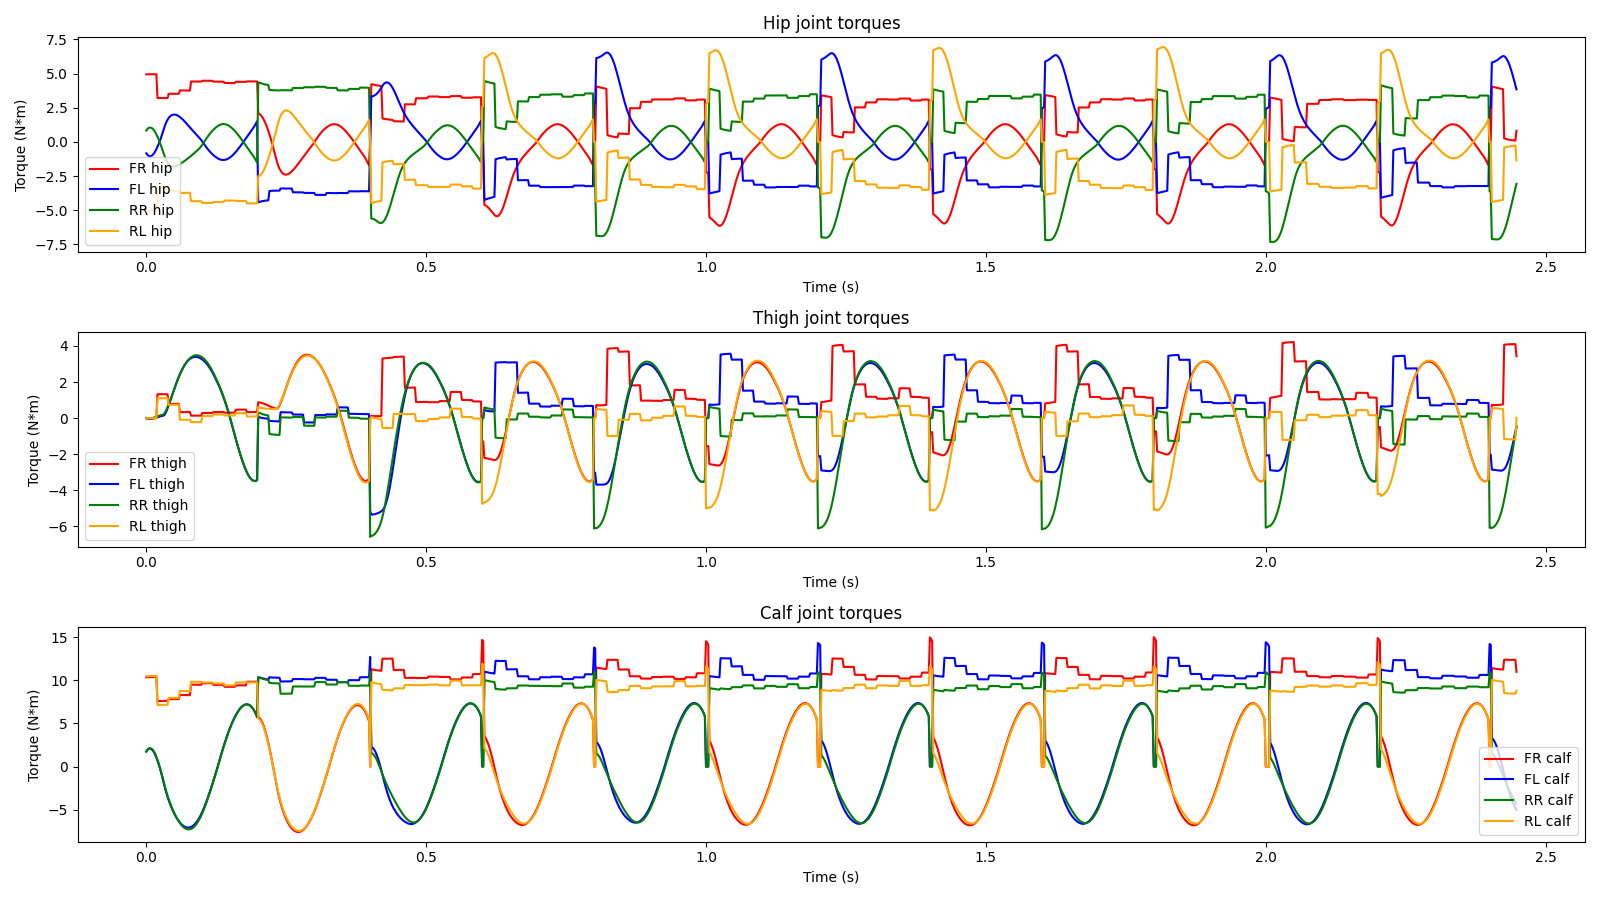 Hip joint torques
7.5
5.0
2.5
0.0
−2.5
−5.0
−7.5
Torque (N*m)
FR hip
FL hip
RR hip
RL hip
0.0 0.5 1.0 1.5 2.0 2.5
Time (s)
Thigh joint torques
4
2
0
−2
−4
−6
Torque (N*m)
FR thigh
FL thigh
RR thigh
RL thigh
0.0 0.5 1.0 1.5 2.0 2.5
Time (s)
Calf joint torques
15
10
5
0
−5
Torque (N*m)
FR calf
FL calf
RR calf
RL calf
0.0 0.5 1.0 1.5 2.0 2.5
Time (s)